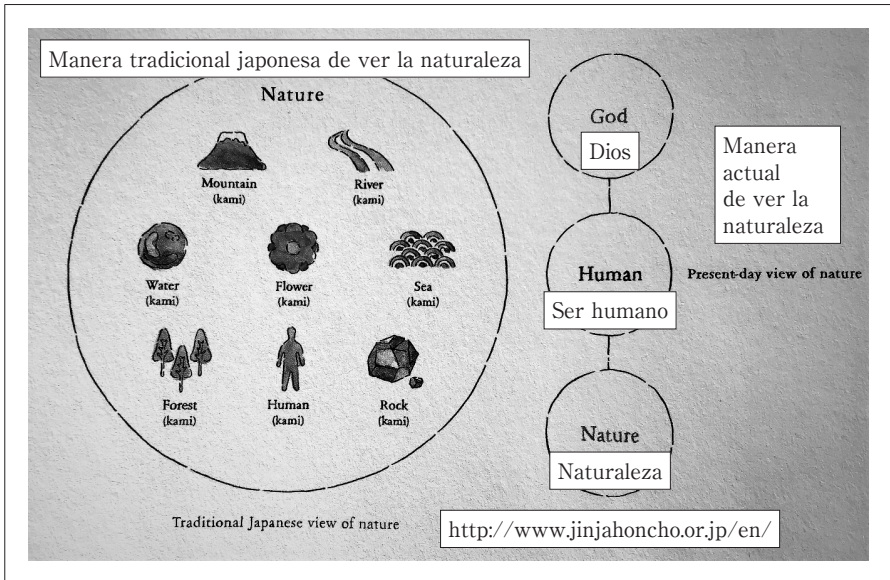 Manera tradicional japonesa de ver la naturaleza
Nature
Mountain
(kami)
River
(kami)
Water
(kami)
Flower
(kami)
Sea
(kami)
Forest
(kami)
Human
(kami)
Rock
(kami)
Traditional Japanese view of nature
God
Dios
Human
Ser humano
Nature
Naturaleza
Manera
actual
de ver la
naturaleza
Present-day view of nature
http://www.jinjahoncho.or.jp/en/